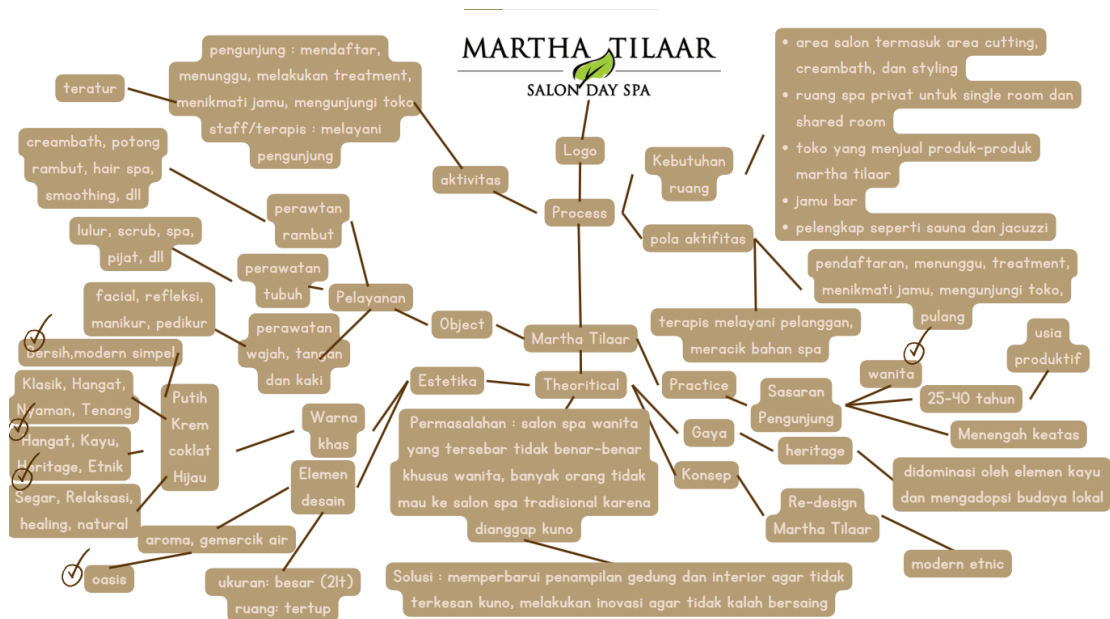 MARTHA TILAAR
SALON DAY SPA
Logo
Process
aktivitas
pengunjung : mendaftar,
menunggu, melakukan treatment,
menikmati jamu, mengunjungi toko
staff/terapis : melayani
pengunjung
teratur
Kebutuhan
ruang
• area salon termasuk area cutting,
creambath, dan styling
• ruang spa privat untuk single room dan
shared room
• toko yang menjual produk-produk
martha tilaar
• jamu bar
• pelengkap seperti sauna dan jacuzzi
pola aktifitas
pendaftaran, menunggu, treatment,
menikmati jamu, mengunjungi toko,
pulang
terapis melayani pelanggan,
meracik bahan spa
creambath, potong
rambut, hair spa,
smoothing, dll
perawtan
rambut
lulur, scrub, spa,
pijat, dll
perawatan
tubuh
facial, refleksi,
manikur, pedikur
perawatan
wajah, tangan
dan kaki
Pelayanan
Object
Martha Tilaar
Theoritical
Estetika
Warna
khas
Putih
Krem
coklat
Hijau
Bersih,modern simpel
Klasik, Hangat,
Nyaman, Tenang
Hangat, Kayu,
Heritage, Etnik
Segar, Relaksasi,
healing, natural
Elemen
desain
aroma, gemercik air
oasis
ukuran: besar (2lt)
ruang: tertup
Permasalahan : salon spa wanita
yang tersebar tidak benar-benar
khusus wanita, banyak orang tidak
mau ke salon spa tradisional karena
dianggap kuno
Solusi : memperbarui penampilan gedung dan interior agar tidak
terkesan kuno, melakukan inovasi agar tidak kalah bersaing
Practice
Sasaran
Pengunjung
wanita
25-40 tahun
usia
produktif
Menengah keatas
Gaya
heritage
didominasi oleh elemen kayu
dan mengadopsi budaya lokal
Konsep
Re-design
Martha Tilaar
modern etnic